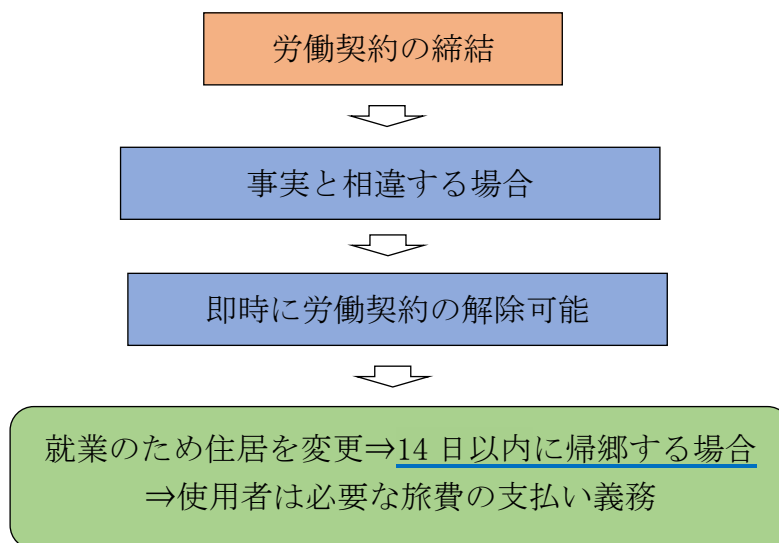 労働契約の締結
事実と相違する場合
即時に労働契約の解除可能
就業のため住居を変更⇒14 日以内に帰郷する場合
⇒使用者は必要な旅費の支払い義務